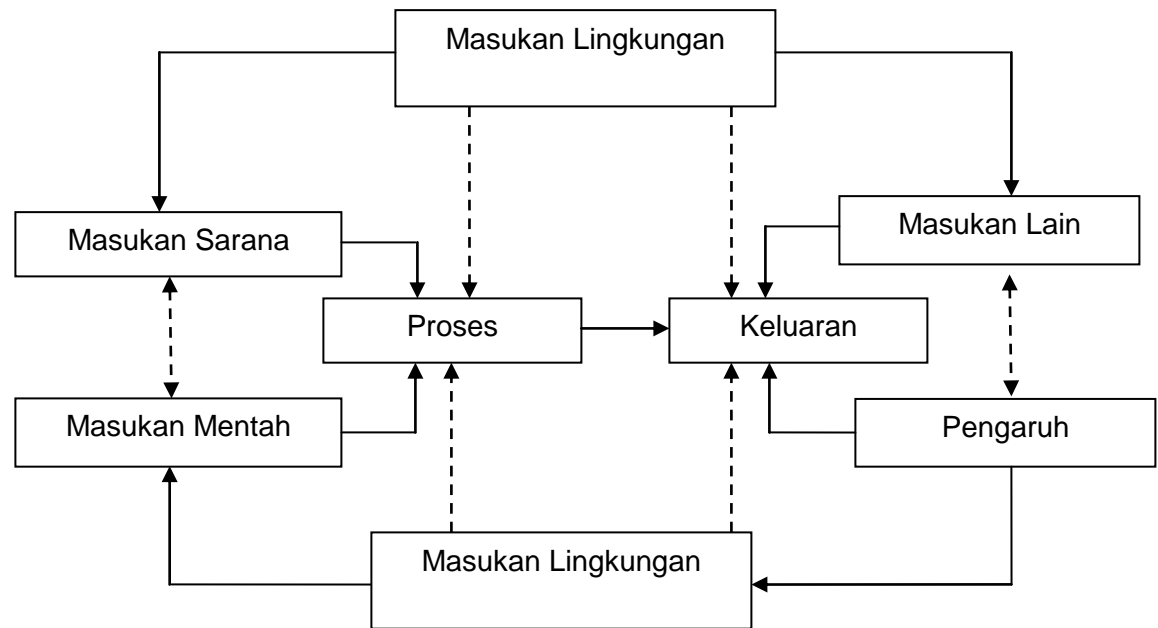 Masukan Lingkungan
Masukan Sarana
Masukan Lain
Proses
Keluaran
Masukan Mentah
Pengaruh
Masukan Lingkungan